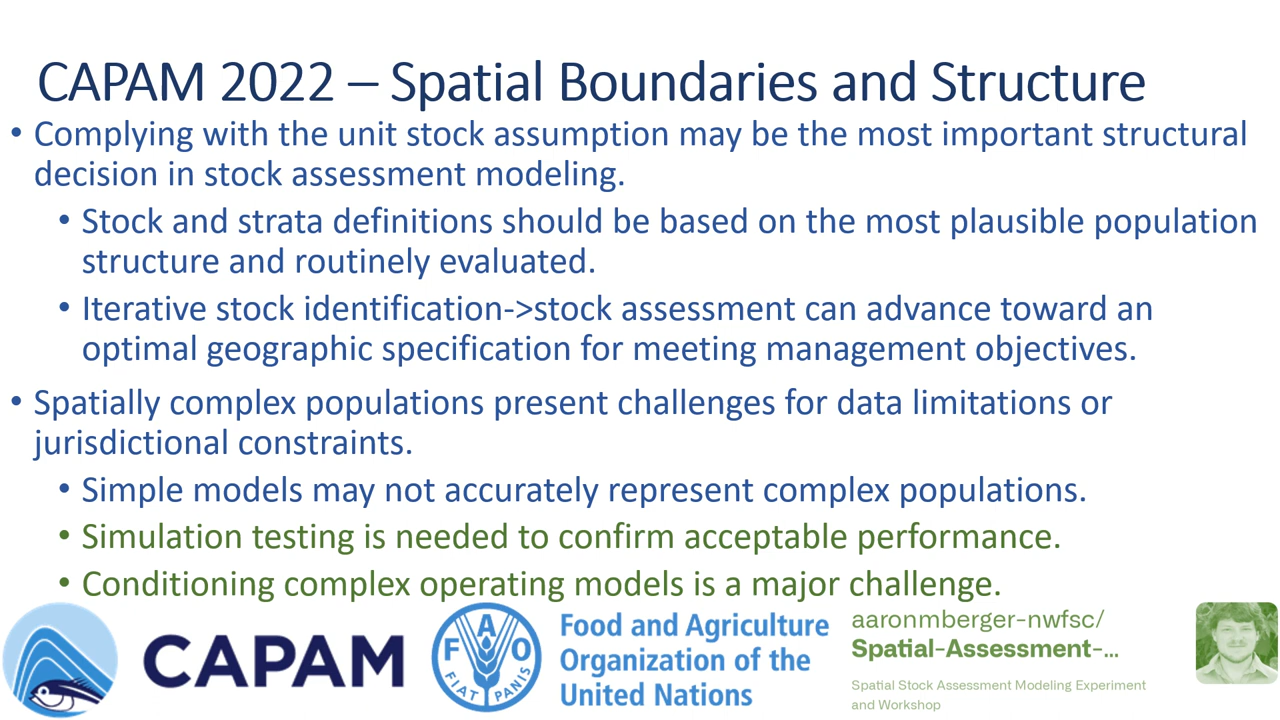 CAPAM 2022 – Spatial Boundaries and Structure
• Complying with the unit stock assumption may be the most important structural
decision in stock assessment modeling.
• Stock and strata definitions should be based on the most plausible population
structure and routinely evaluated.
• Iterative stock identification->stock assessment can advance toward an
optimal geographic specification for meeting management objectives.
• Spatially complex populations present challenges for data limitations or
jurisdictional constraints.
• Simple models may not accurately represent complex populations.
• Simulation testing is needed to confirm acceptable performance.
• Conditioning complex operating models is a major challenge.
CAPAM
F A O
FIAT PANIS
Food and Agriculture
Organization of the
United Nations
aaronmberger-nwfsc/
Spatial-Assessment-...
Spatial Stock Assessment Modeling Experiment
and Workshop